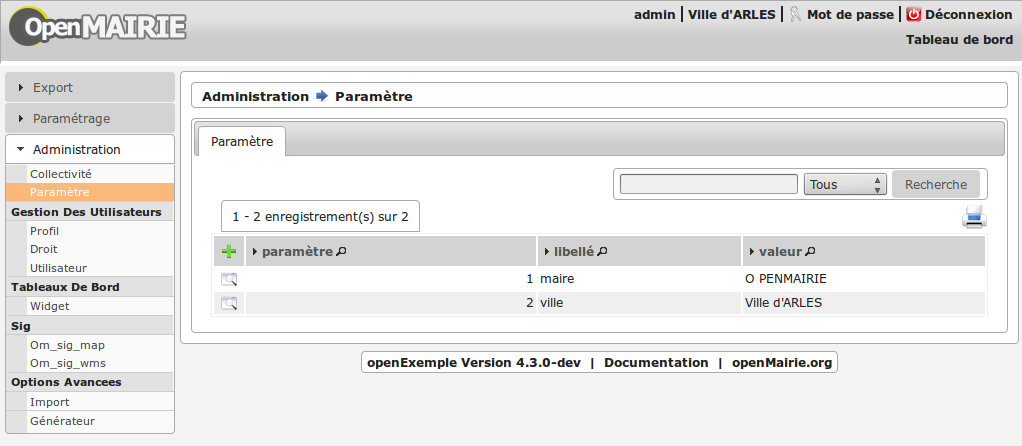 openMAIRIE
admin | Ville d'ARLES | Mot de passe | Déconnexion
Tableau de bord
Export
Paramétrage
Administration
Collectivité
Paramètre
Gestion Des Utilisateurs
Profil
Droit
Utilisateur
Tableaux De Bord
Widget
Sig
Om_sig_map
Om_sig_wms
Options Avancees
Import
Générateur
Administration Paramètre
Paramètre
Tous Recherche
1 - 2 enregistrement(s) sur 2
paramètre libellé valeur
1 maire O PENMAIRIE
2 ville Ville d'ARLES
openExemple Version 4.3.0-dev | Documentation | openMairie.org